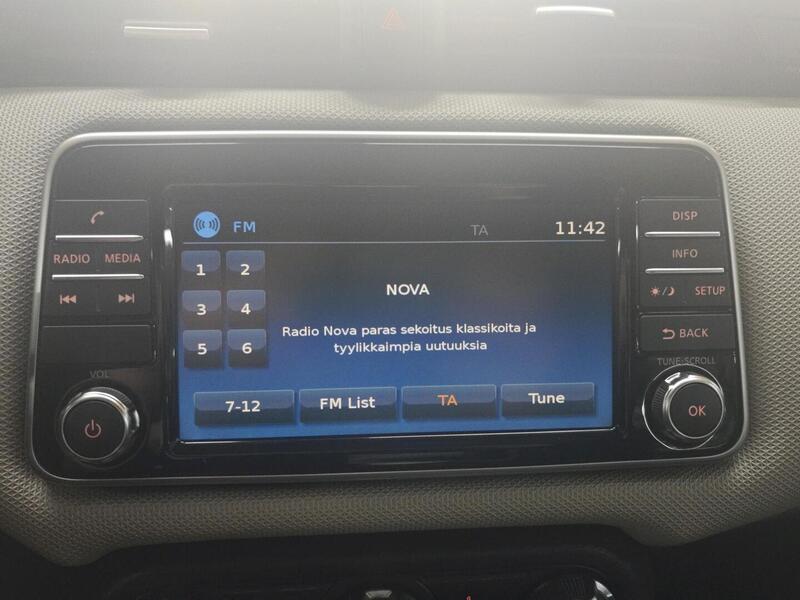 FM TA 11:42
1 2
NOVA
3 4
Radio Nova paras sekoitus klassikoita ja
tyylikkäimpia uutuuksia
5 6
7-12 FM List TA Tune
RADIO MEDIA
VOL
DISP
INFO
SETUP
BACK
TUNE·SCROLL
OK